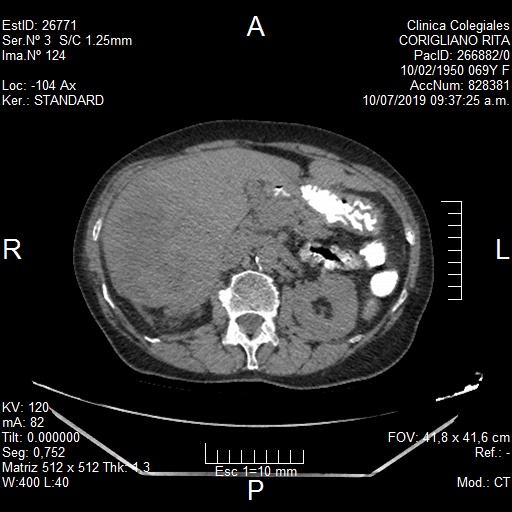 EstID: 26771
Ser.Nº 3 S/C 1.25mm
Ima.Nº 124
Loc: -104 Ax
Ker.: STANDARD
A
Clinica Colegiales
CORIGLIANO RITA
PacID: 266882/0
10/02/1950 069Y F
AccNum: 828381
10/07/2019 09:37:25 a.m.
R
L
KV: 120
mA: 82
Tilt: 0.000000
Seg: 0,752
Matriz 512 x 512 Thk: 1.3
W:400 L:40
Esc 1=10 mm
P
FOV: 41,8 x 41,6 cm
Ref.: -
Mod.: CT